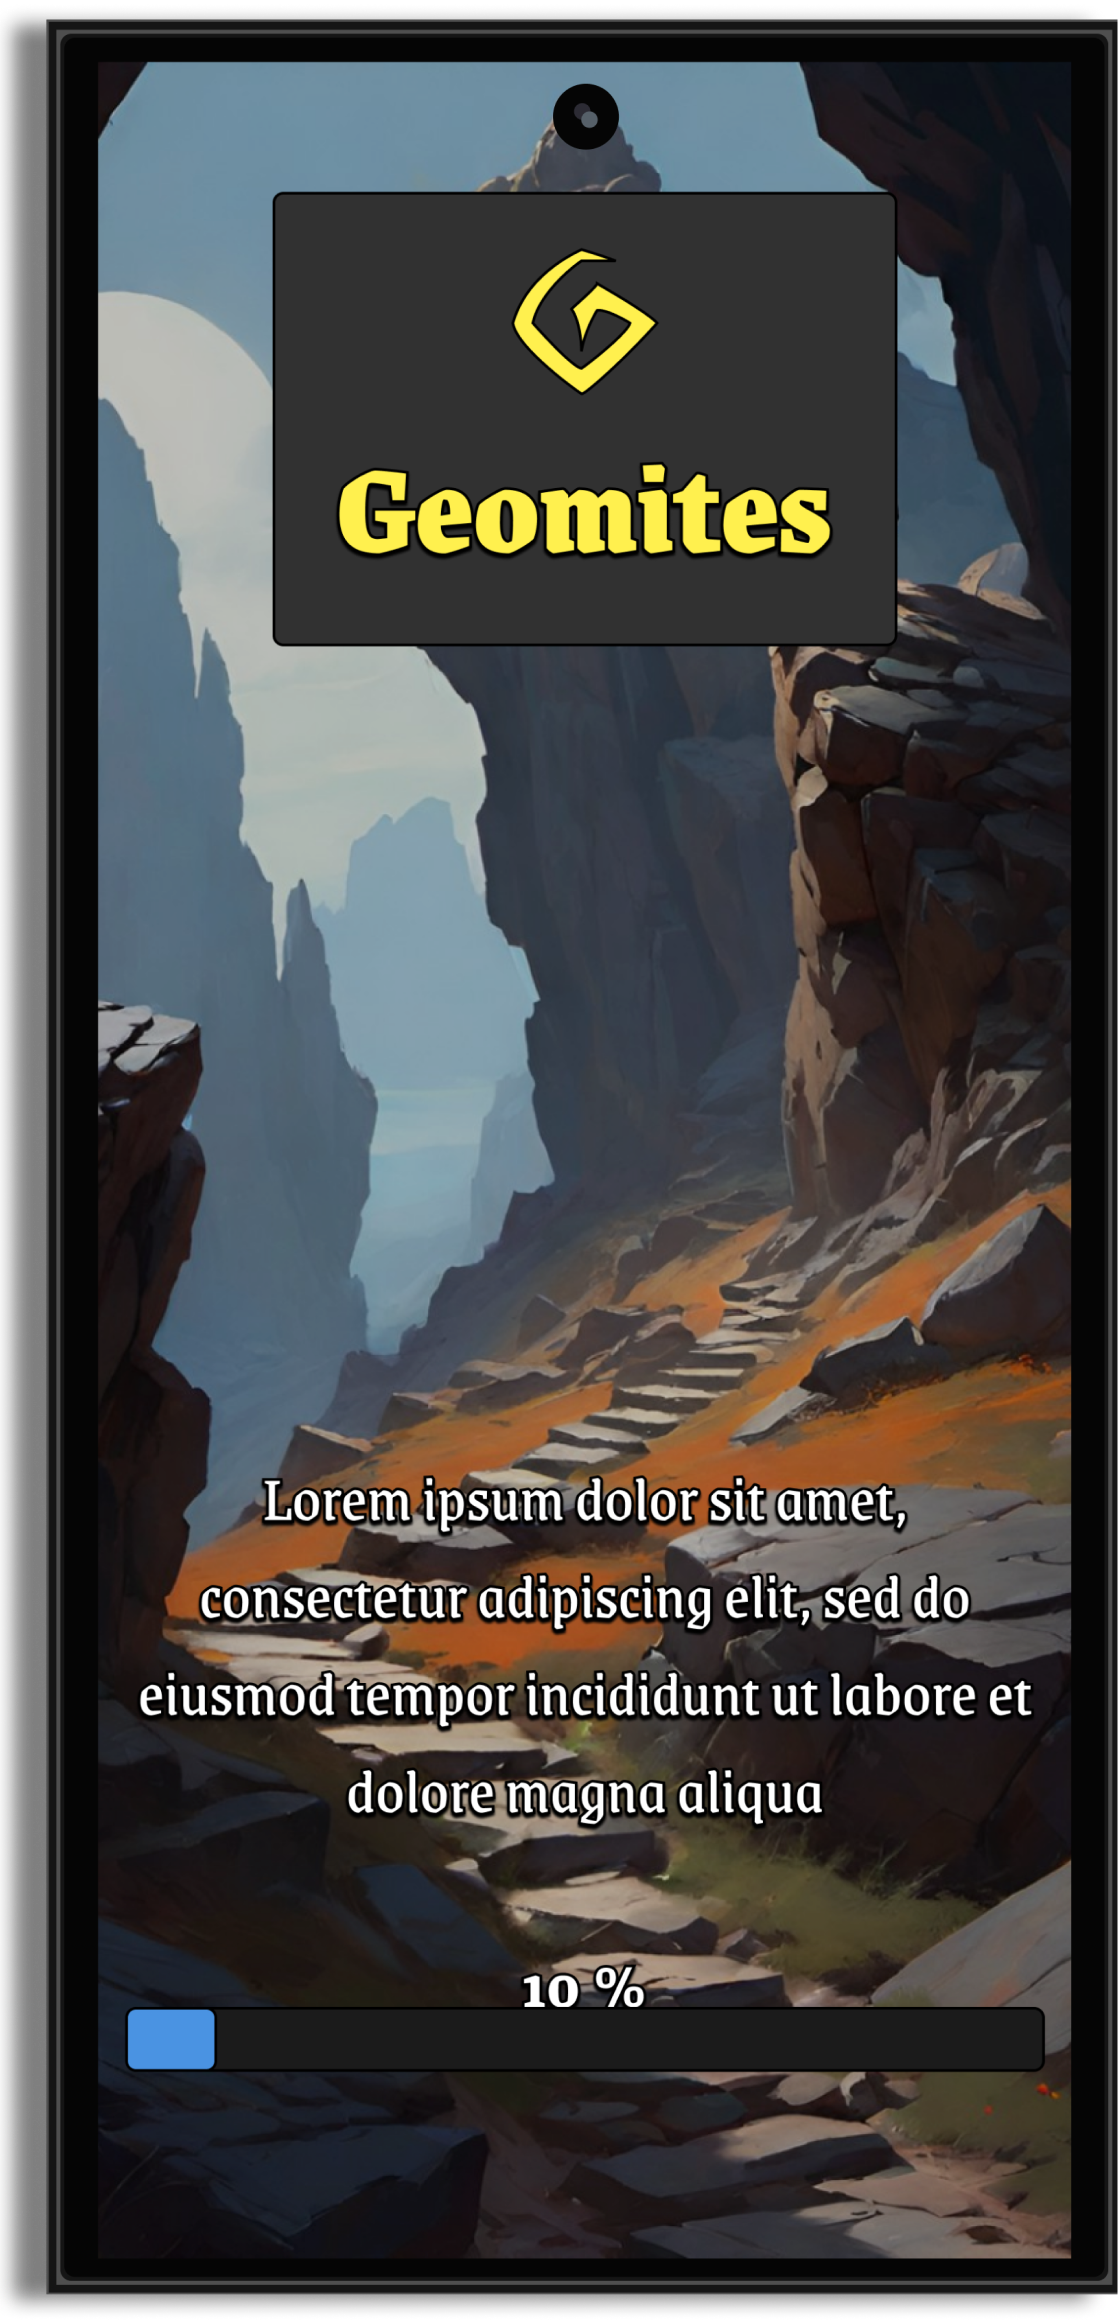 Geomites
Lorem ipsum dolor sit amet,
consectetur adipiscing elit, sed do
eiusmod tempor incididunt ut labore et
dolore magna aliqua
10 %